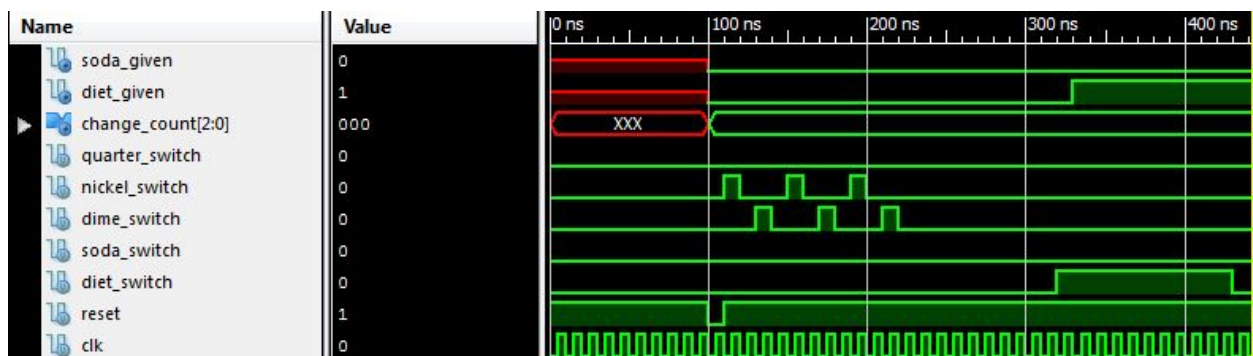 Name Value 0 ns 100 ns 200 ns 300 ns 400 ns
soda_given 0
diet_given 1
change_count[2:0] 000 XXX
quarter_switch 0
nickel_switch 0
dime_switch 0
soda_switch 0
diet_switch 0
reset 1
clk 0